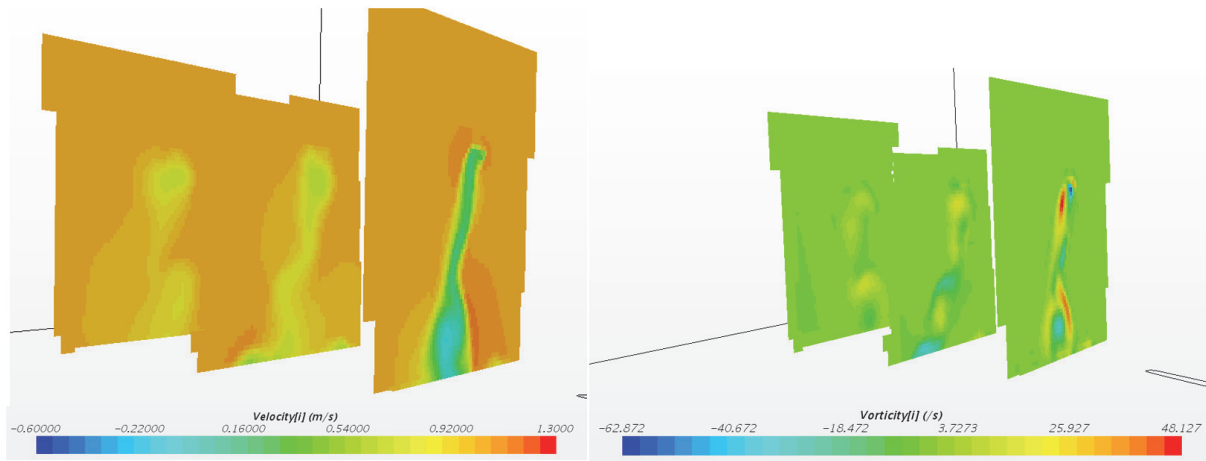 Velocity[i] (m/s)
-0.60000 -0.22000 0.16000 0.54000 0.92000 1.3000
Vorticity[i] (/s)
-62.872 -40.672 -18.472 3.7273 25.927 48.127